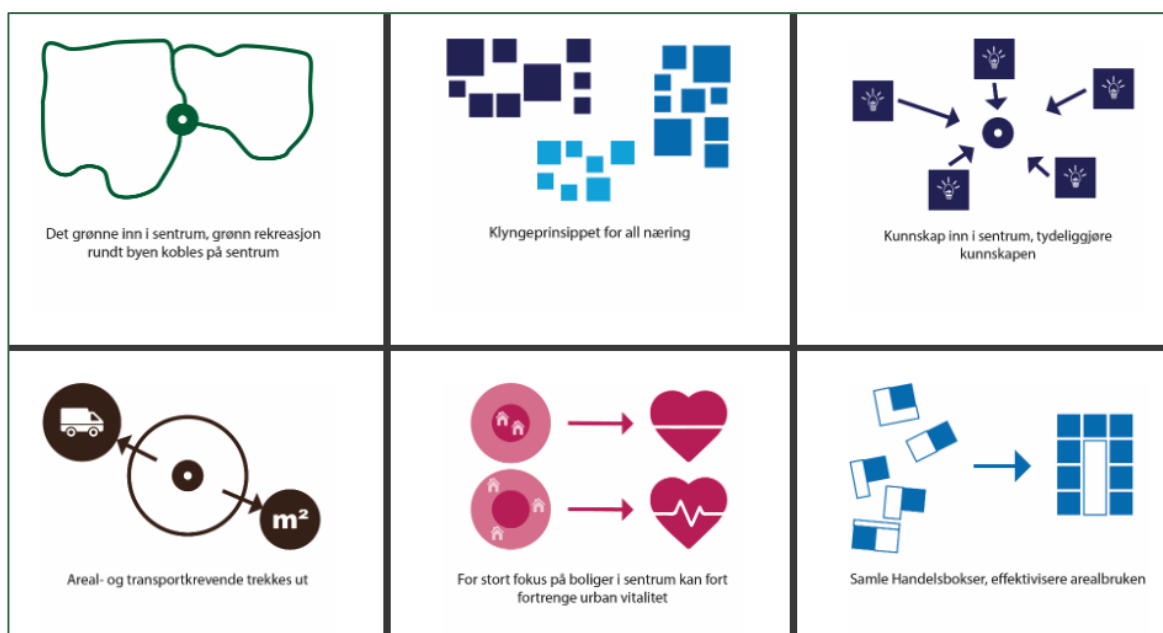 Det grønne inn i sentrum, grønn rekreasjon
rundt byen kobles på sentrum
Klyngeprinsippet for all næring
Kunnskap inn i sentrum, tydeliggjøre
kunnskapen
m²
Areal- og transportkrevende trekkes ut
For stort fokus på boliger i sentrum kan fort
fortrenge urban vitalitet
Samle Handelsbokser, effektivisere arealbruken